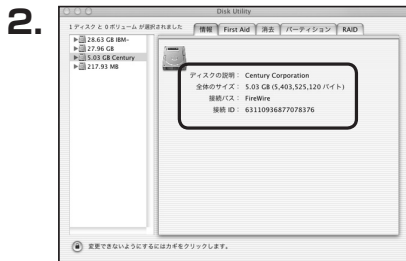 2.
Disk Utility
1 ディスク と 0 ボリューム が選択されました
情報 First Aid 消去 パーティション RAID
28.63 GB IBM-
27.96 GB
5.03 GB Century
217.93 MB
ディスクの説明： Century Corporation
全体のサイズ： 5.03 GB (5,403,525,120 バイト)
接続バス： FireWire
接続 ID： 63110936877078376
変更できないようにするにはカギをクリックします。